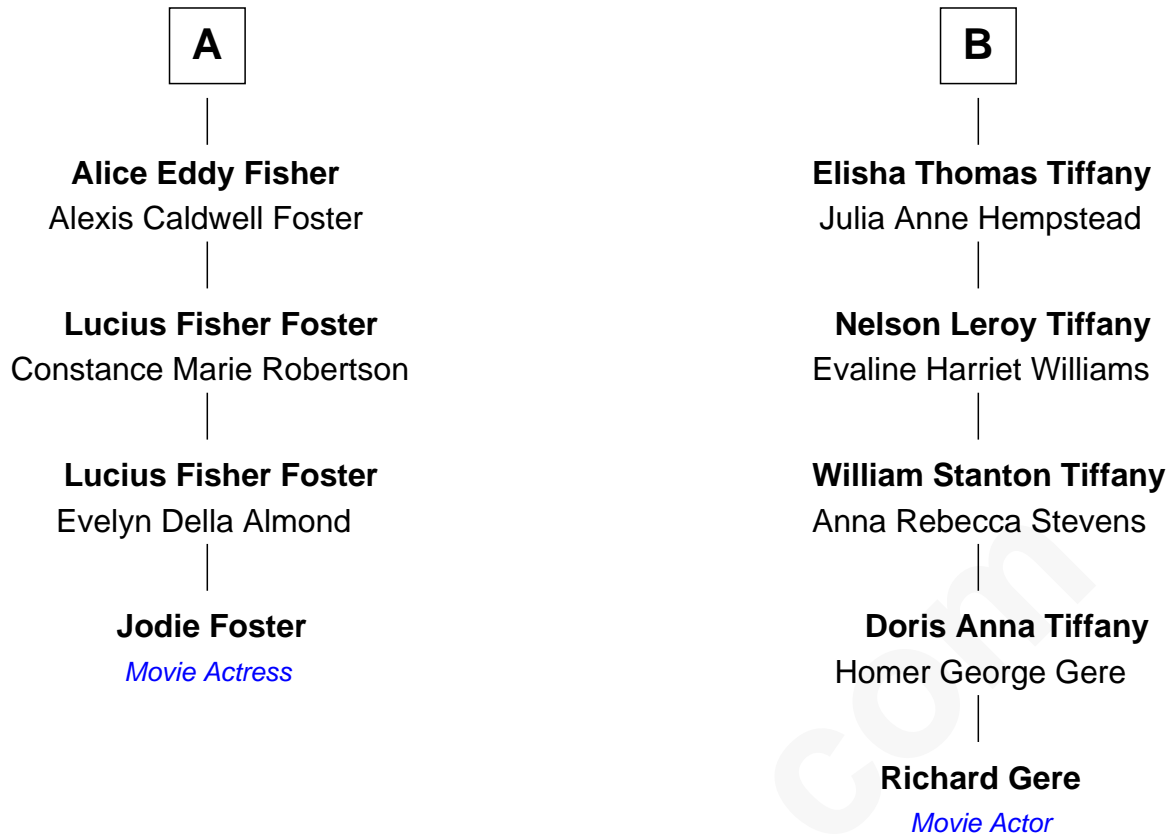 A
Alice Eddy Fisher
Alexis Caldwell Foster
Lucius Fisher Foster
Constance Marie Robertson
Lucius Fisher Foster
Evelyn Della Almond
Jodie Foster
Movie Actress
B
Elisha Thomas Tiffany
Julia Anne Hempstead
Nelson Leroy Tiffany
Evaline Harriet Williams
William Stanton Tiffany
Anna Rebecca Stevens
Doris Anna Tiffany
Homer George Gere
Richard Gere
Movie Actor
com